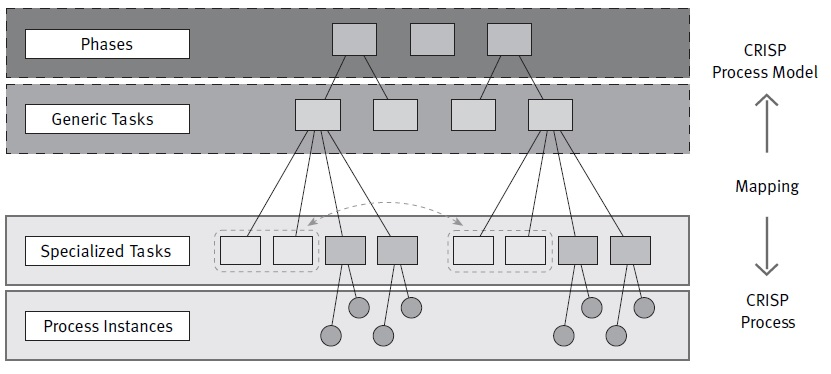 Phases
Generic Tasks
Specialized Tasks
Process Instances
CRISP
Process Model
Mapping
CRISP
Process